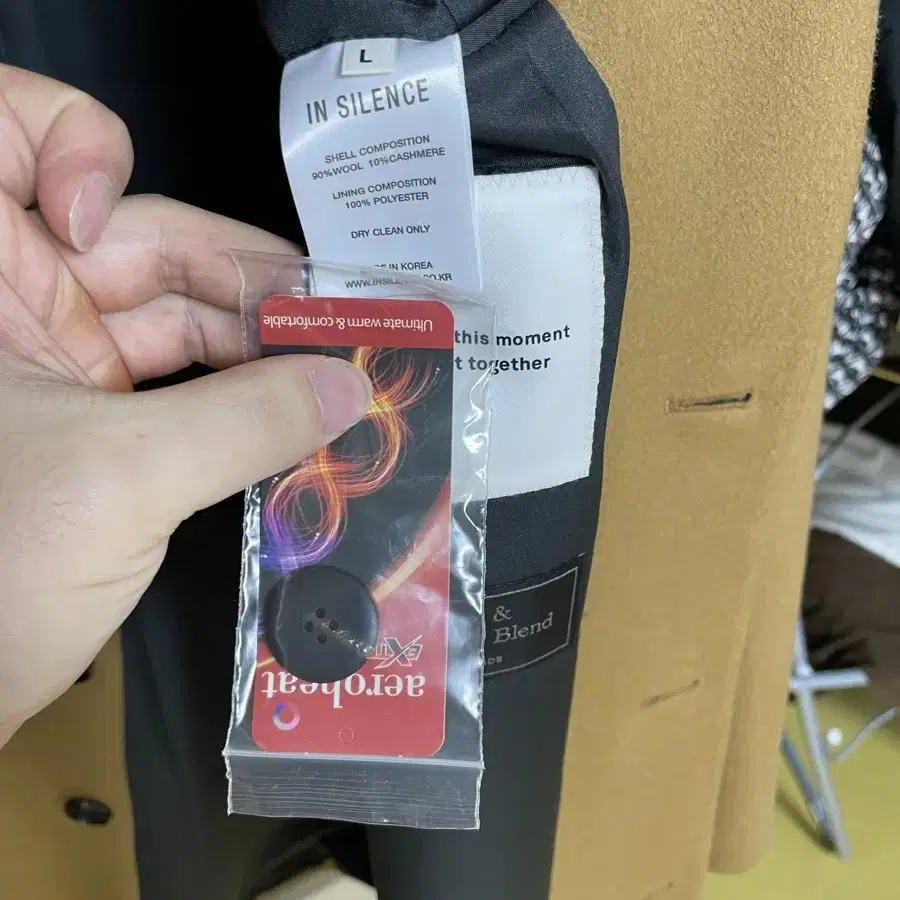 L
IN SILENCE
SHELL COMPOSITION
90%WOOL 10%CASHMERE
LINING COMPOSITION
100% POLYESTER
DRY CLEAN ONLY
IN KOREA
this moment
together
Ultimate warm & comfortable
aeroheat
&
Blend